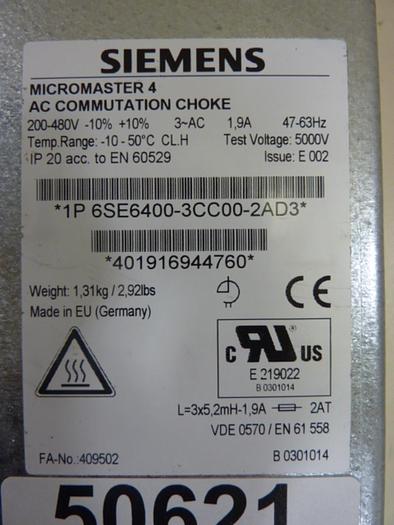 SIEMENS
MICROMASTER 4
AC COMMUTATION CHOKE
200-480V -10% +10% 3~AC 1,9A 47-63Hz
Temp.Range: -10 - 50°C CL.H Test Voltage: 5000V
IP 20 acc. to EN 60529 Issue: E 002
*1P 6SE6400-3CC00-2AD3*
*401916944760*
Weight: 1,31kg / 2,92lbs
Made in EU (Germany)
CE
C RU US
E 219022
B 0301014
L=3x5,2mH-1,9A 2AT
VDE 0570 / EN 61 558
FA-No.:409502 B 0301014
50621